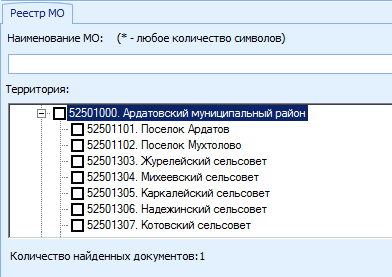 Реестр МО
Наименование МО: (* - любое количество символов)
Территория:
52501000. Ардатовский муниципальный район
52501101. Поселок Ардатов
52501102. Поселок Мухтолово
52501303. Журелейский сельсовет
52501304. Михеевский сельсовет
52501305. Каркалейский сельсовет
52501306. Надежинский сельсовет
52501307. Котовский сельсовет
Количество найденных документов:1